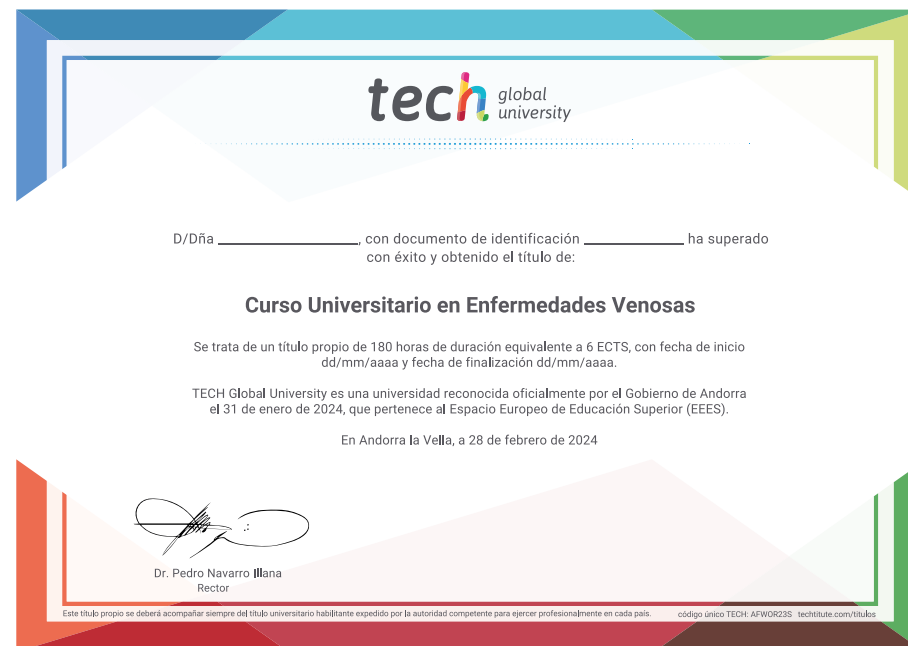 tech global university
D/Dña ____________________, con documento de identificación ______________ ha superado
con éxito y obtenido el título de:
Curso Universitario en Enfermedades Venosas
Se trata de un título propio de 180 horas de duración equivalente a 6 ECTS, con fecha de inicio
dd/mm/aaaa y fecha de finalización dd/mm/aaaa.
TECH Global University es una universidad reconocida oficialmente por el Gobierno de Andorra
el 31 de enero de 2024, que pertenece al Espacio Europeo de Educación Superior (EEES).
En Andorra la Vella, a 28 de febrero de 2024
Dr. Pedro Navarro Illana
Rector
Este título propio se deberá acompañar siempre del título universitario habilitante expedido por la autoridad competente para ejercer profesionalmente en cada país. código único TECH: AFWOR23S techtitute.com/titulos